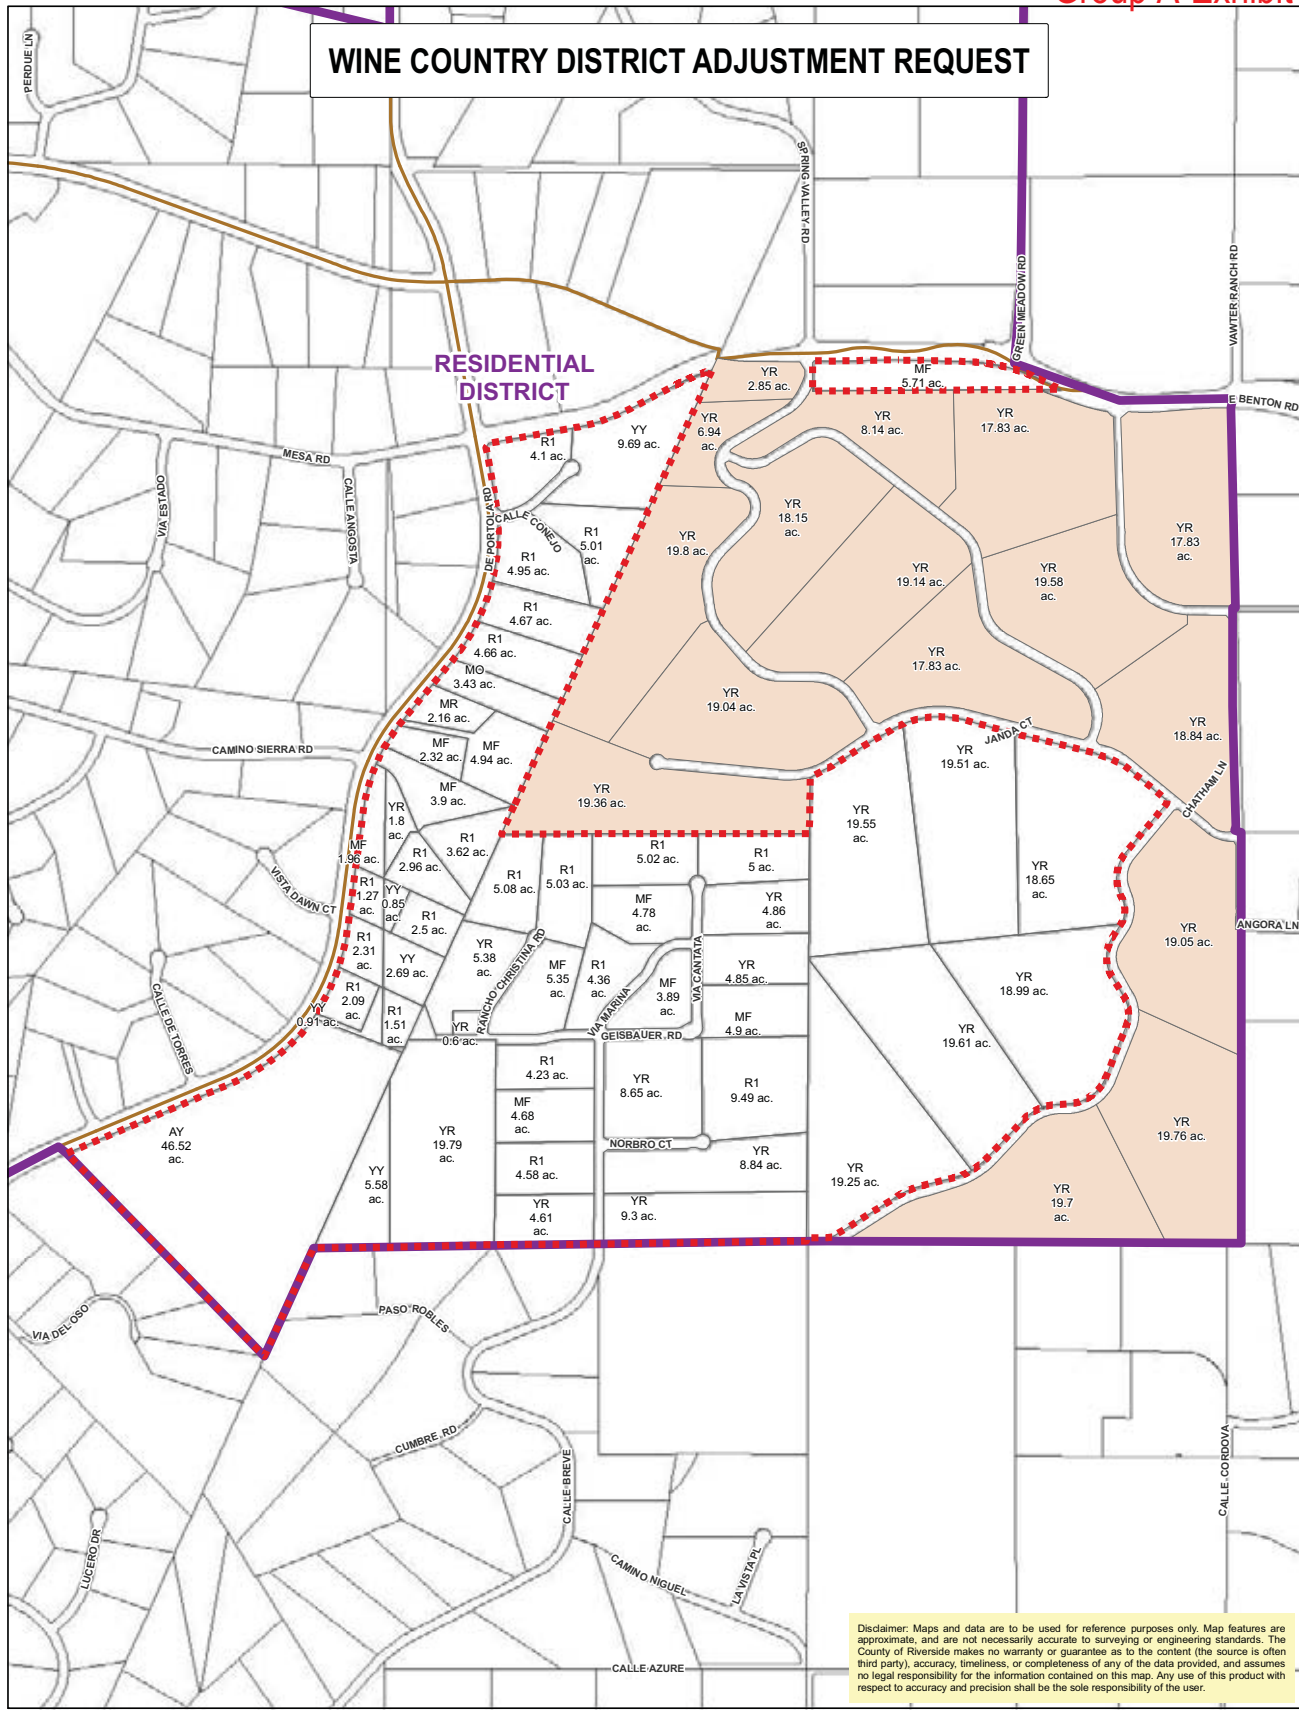 Group A Exhibit
WINE COUNTRY DISTRICT ADJUSTMENT REQUEST
PERDUE LN
SPRING VALLEY RD
GREEN MEADOW RD
VAWTER RANCH RD
RESIDENTIAL
DISTRICT
E BENTON RD
MESA RD
VIA ESTADO
CALLE ANGOSTA
DE PORTOLA RD
CALLE CONEJO
CAMINO SIERRA RD
VISTA DAWN CT
CALLE DE TORRES
JANDA CT
CHATHAM LN
ANGORA LN
RANCHO CHRISTINA RD
VIA MARINA
VIA CANTATA
GEISBAUER RD
NORBRO CT
VIA DEL OSO
PASO ROBLES
CUMBRE RD
CALLE BREVE
LUCERO DR
CAMINO NIGUEL
LA VISTA PL
CALLE CORDOVA
CALLE AZURE
YR
2.85 ac.
MF
5.71 ac.
YR
6.94
ac.
YR
8.14 ac.
YR
17.83 ac.
R1
4.1 ac.
YY
9.69 ac.
YR
18.15
ac.
YR
19.8 ac.
YR
17.83
ac.
R1
5.01
ac.
R1
4.95 ac.
YR
19.14 ac.
YR
19.58
ac.
R1
4.67 ac.
R1
4.66 ac.
YR
17.83 ac.
MO
3.43 ac.
YR
19.04 ac.
MR
2.16 ac.
YR
18.84 ac.
MF
2.32 ac.
MF
4.94 ac.
YR
19.51 ac.
MF
3.9 ac.
YR
19.36 ac.
YR
1.8
ac.
YR
19.55
ac.
MF
1.96 ac.
R1
2.96 ac.
R1
3.62 ac.
R1
5.02 ac.
R1
5 ac.
YR
18.65
ac.
R1
5.08 ac.
R1
5.03 ac.
R1
1.27
ac.
YY
0.85
ac.
R1
2.5 ac.
MF
4.78
ac.
YR
4.86
ac.
YR
19.05 ac.
R1
2.31
ac.
YY
2.69 ac.
YR
5.38
ac.
MF
5.35
ac.
R1
4.36
ac.
YR
4.85 ac.
MF
3.89
ac.
YR
18.99 ac.
R1
2.09
ac.
YY
0.91 ac.
R1
1.51
ac.
YR
0.6 ac.
MF
4.9 ac.
YR
19.61 ac.
R1
4.23 ac.
YR
8.65 ac.
R1
9.49 ac.
MF
4.68
ac.
YR
19.76 ac.
AY
46.52
ac.
YR
19.79
ac.
YY
5.58
ac.
R1
4.58 ac.
YR
8.84 ac.
YR
19.25 ac.
YR
19.7
ac.
YR
4.61
ac.
YR
9.3 ac.
Disclaimer: Maps and data are to be used for reference purposes only. Map features are
approximate, and are not necessarily accurate to surveying or engineering standards. The
County of Riverside makes no warranty or guarantee as to the content (the source is often
third party), accuracy, timeliness, or completeness of any of the data provided, and assumes
no legal responsibility for the information contained on this map. Any use of this product with
respect to accuracy and precision shall be the sole responsibility of the user.